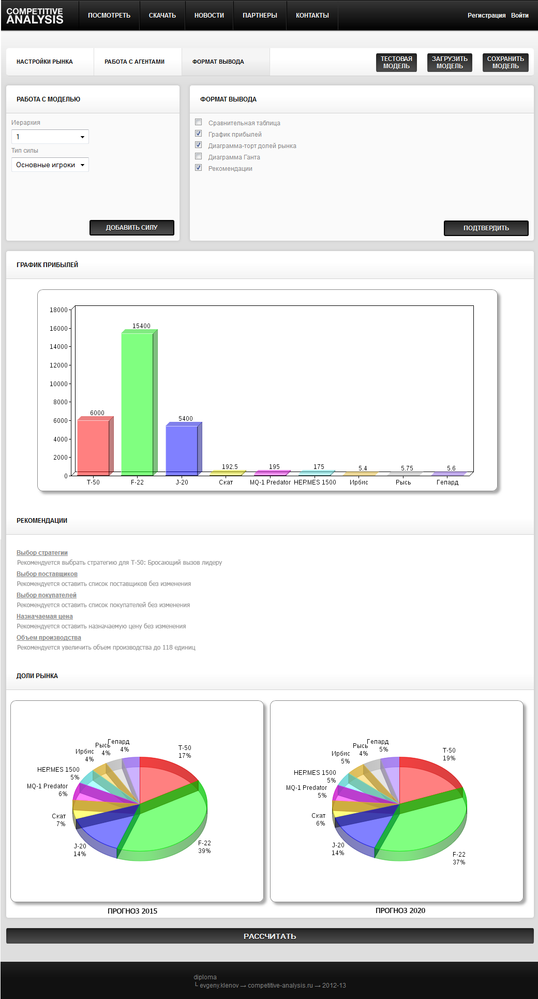 COMPETITIVE
ANALYSIS
ПОСМОТРЕТЬ
СКАЧАТЬ
НОВОСТИ
ПАРТНЕРЫ
КОНТАКТЫ
Регистрация
Войти
НАСТРОЙКИ РЫНКА
РАБОТА С АГЕНТАМИ
ФОРМАТ ВЫВОДА
ТЕСТОВАЯ
МОДЕЛЬ
ЗАГРУЗИТЬ
МОДЕЛЬ
СОХРАНИТЬ
МОДЕЛЬ
РАБОТА С МОДЕЛЬЮ
Иерархия
1
Тип силы
Основные игроки
ДОБАВИТЬ СИЛУ
ФОРМАТ ВЫВОДА
Сравнительная таблица
График прибылей
Диаграмма-торт долей рынка
Диаграмма Ганта
Рекомендации
ПОДТВЕРДИТЬ
ГРАФИК ПРИБЫЛЕЙ
18000
16000
14000
12000
10000
8000
6000
4000
2000
0
6000
15400
5400
192.5
195
175
5.4
5.75
5.6
T-50
F-22
J-20
Скат
MQ-1 Predator
HERMES 1500
Ирбис
Рысь
Гепард
РЕКОМЕНДАЦИИ
Выбор стратегии
Рекомендуется выбрать стратегию для Т-50: Бросающий вызов лидеру
Выбор поставщиков
Рекомендуется оставить список поставщиков без изменения
Выбор покупателей
Рекомендуется оставить список покупателей без изменения
Назначаемая цена
Рекомендуется оставить назначаемую цену без изменения
Объем производства
Рекомендуется увеличить объем производства до 118 единиц
ДОЛИ РЫНКА
Гепард
4%
Рысь
4%
Ирбис
4%
HERMES 1500
5%
MQ-1 Predator
6%
Скат
7%
J-20
14%
F-22
39%
T-50
17%
ПРОГНОЗ 2015
Гепард
5%
Рысь
4%
Ирбис
5%
HERMES 1500
5%
MQ-1 Predator
5%
Скат
6%
J-20
14%
F-22
37%
T-50
19%
ПРОГНОЗ 2020
РАССЧИТАТЬ
diploma
└ evgeny.klenov → competitive-analysis.ru → 2012-13